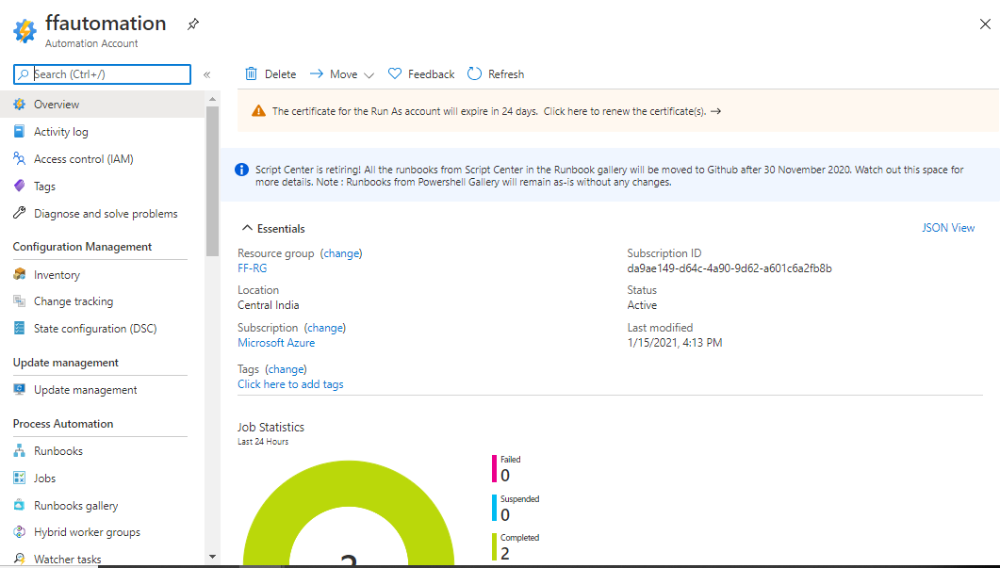 ffautomation
Automation Account
Search (Ctrl+/)
«
Overview
Activity log
Access control (IAM)
Tags
Diagnose and solve problems
Configuration Management
Inventory
Change tracking
State configuration (DSC)
Update management
Update management
Process Automation
Runbooks
Jobs
Runbooks gallery
Hybrid worker groups
Watcher tasks
Delete Move Feedback Refresh
The certificate for the Run As account will expire in 24 days. Click here to renew the certificate(s). →
Script Center is retiring! All the runbooks from Script Center in the Runbook gallery will be moved to Github after 30 November 2020. Watch out this space for
more details. Note : Runbooks from Powershell Gallery will remain as-is without any changes.
Essentials
JSON View
Resource group (change)
FF-RG
Location
Central India
Subscription (change)
Microsoft Azure
Tags (change)
Click here to add tags
Subscription ID
da9ae149-d64c-4a90-9d62-a601c6a2fb8b
Status
Active
Last modified
1/15/2021, 4:13 PM
Job Statistics
Last 24 Hours
2
Failed
0
Suspended
0
Completed
2